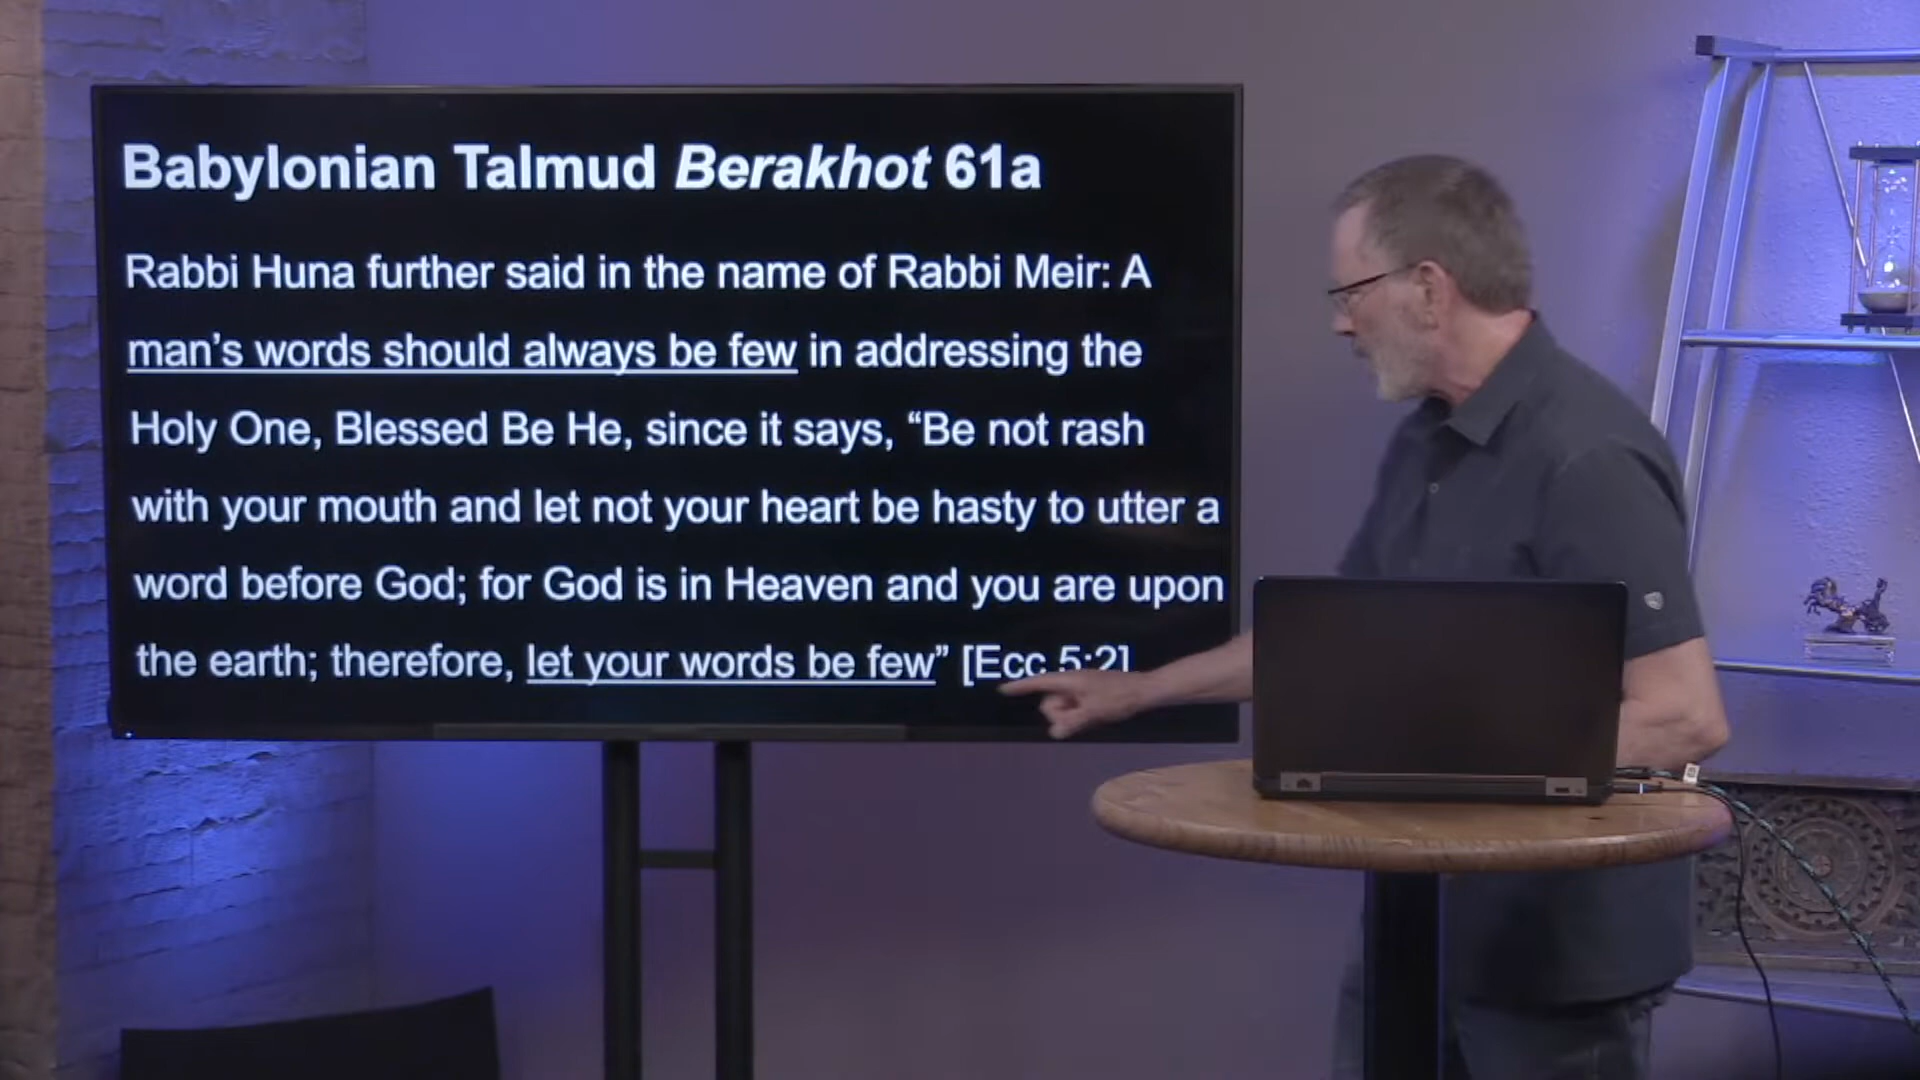 Babylonian Talmud Berakhot 61a
Rabbi Huna further said in the name of Rabbi Meir: A
man’s words should always be few in addressing the
Holy One, Blessed Be He, since it says, “Be not rash
with your mouth and let not your heart be hasty to utter a
word before God; for God is in Heaven and you are upon
the earth; therefore, let your words be few” [Ecc 5:2]